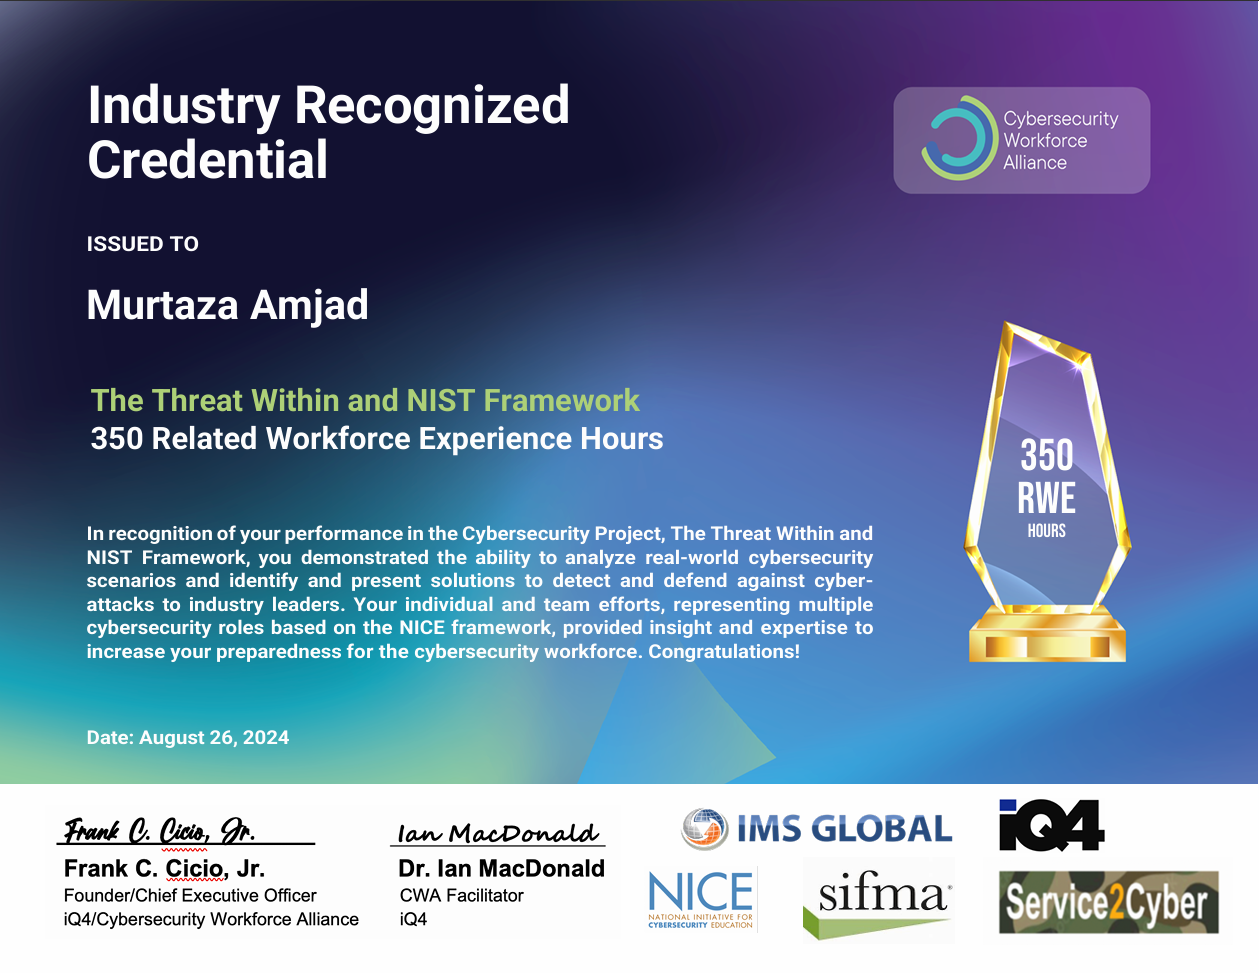 Industry Recognized
Credential
Cybersecurity
Workforce
Alliance
ISSUED TO
Murtaza Amjad
The Threat Within and NIST Framework
350 Related Workforce Experience Hours
350
RWE
HOURS
In recognition of your performance in the Cybersecurity Project, The Threat Within and
NIST Framework, you demonstrated the ability to analyze real-world cybersecurity
scenarios and identify and present solutions to detect and defend against cyber-
attacks to industry leaders. Your individual and team efforts, representing multiple
cybersecurity roles based on the NICE framework, provided insight and expertise to
increase your preparedness for the cybersecurity workforce. Congratulations!
Date: August 26, 2024
Frank C. Cicio, Jr.
Frank C. Cicio, Jr.
Founder/Chief Executive Officer
iQ4/Cybersecurity Workforce Alliance
Ian MacDonald
Dr. Ian MacDonald
CWA Facilitator
iQ4
IMS GLOBAL
iQ4
NICE
NATIONAL INITIATIVE FOR
CYBERSECURITY EDUCATION
sifma®
Service2Cyber